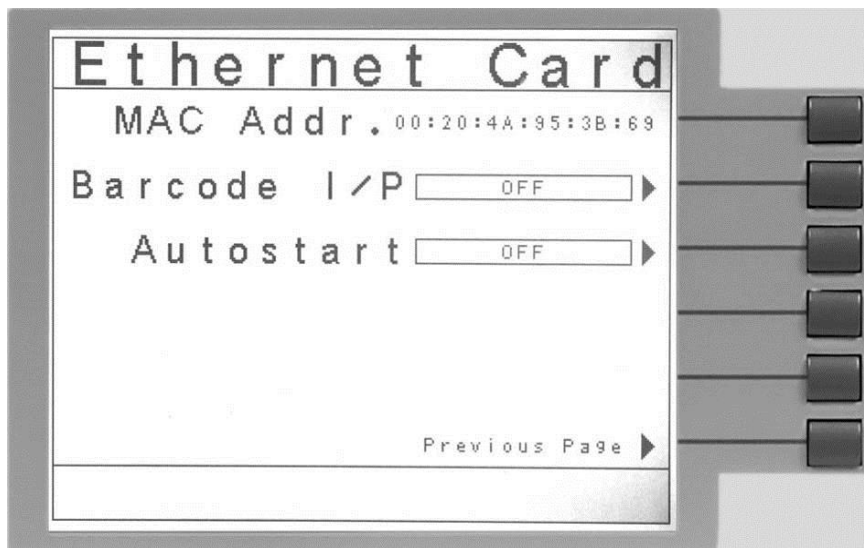 Ethernet Card
MAC Addr. 00:20:4A:95:3B:69
Barcode I/P OFF
Autostart OFF
Previous Page